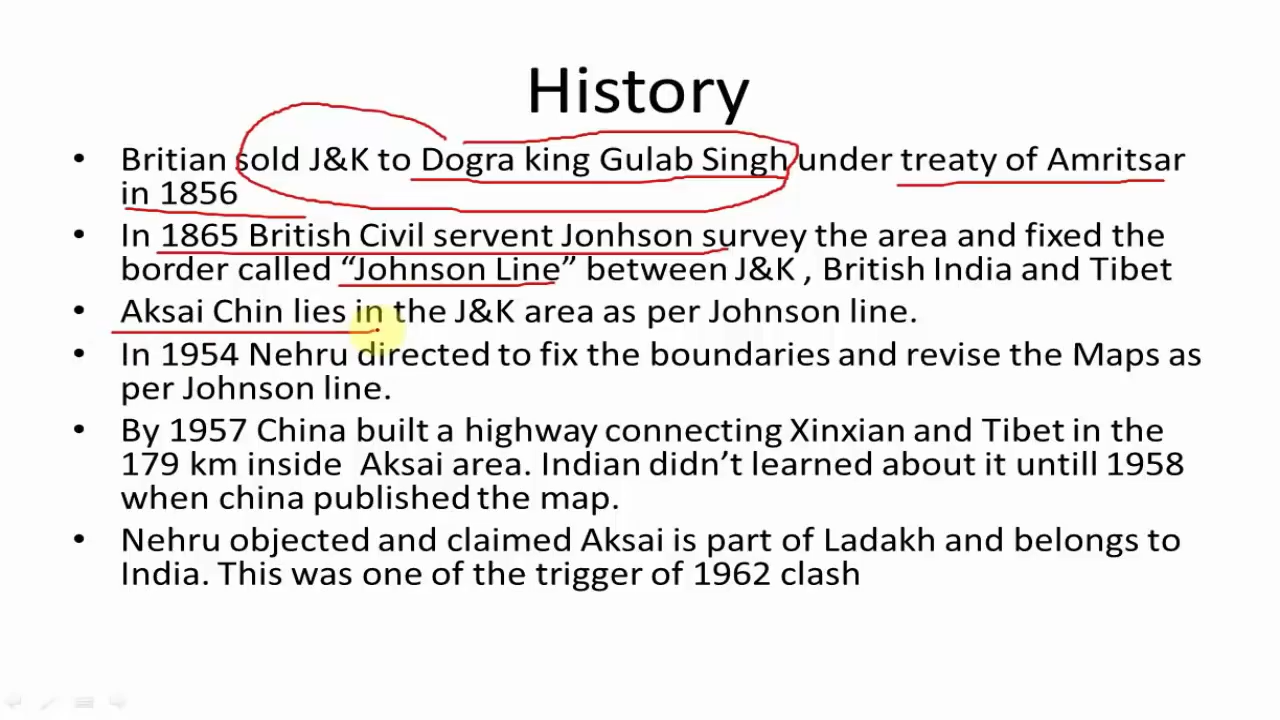 History
• Britian sold J&K to Dogra king Gulab Singh under treaty of Amritsar
in 1856
• In 1865 British Civil servent Jonhson survey the area and fixed the
border called “Johnson Line” between J&K , British India and Tibet
• Aksai Chin lies in the J&K area as per Johnson line.
• In 1954 Nehru directed to fix the boundaries and revise the Maps as
per Johnson line.
• By 1957 China built a highway connecting Xinxian and Tibet in the
179 km inside Aksai area. Indian didn’t learned about it untill 1958
when china published the map.
• Nehru objected and claimed Aksai is part of Ladakh and belongs to
India. This was one of the trigger of 1962 clash